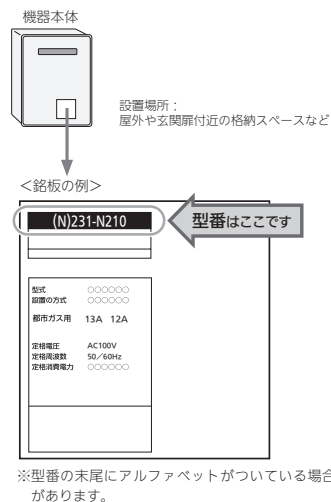 機器本体
設置場所：
屋外や玄関扉付近の格納スペースなど
＜銘板の例＞
(N)231-N210
型番はここです
型式 ○○○○○○
設置の方式 ○○○○○○
都市ガス用 13A 12A
定格電圧 AC100V
定格周波数 50／60Hz
定格消費電力 ○○○○○○
※型番の末尾にアルファベットがついている場合
があります。